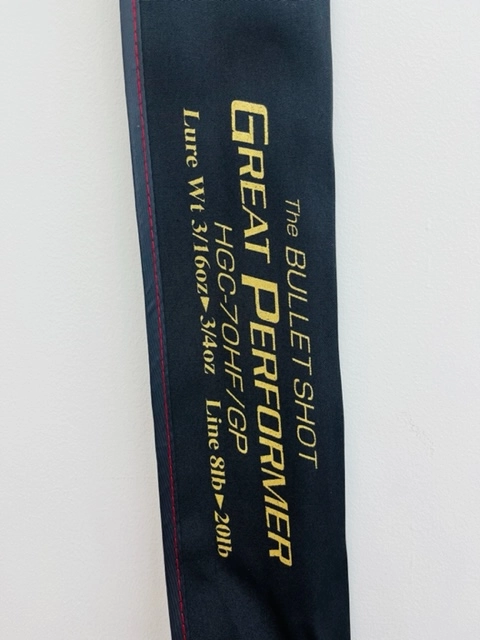 The BULLET SHOT
GREAT PERFORMER
HGC-70HF/GP
Lure Wt 3/16oz▶3/4oz Line 8lb▶20lb